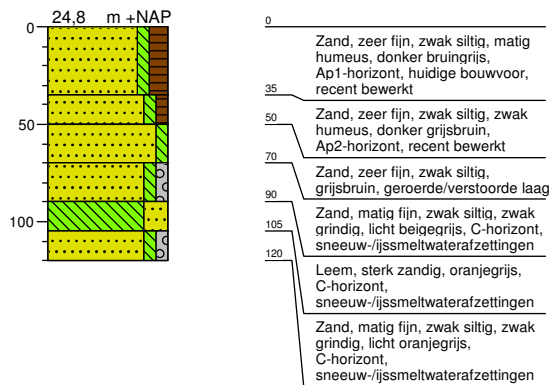 24,8 m +NAP
0
50
100
0
Zand, zeer fijn, zwak siltig, matig
humeus, donker bruingrijs,
Ap1-horizont, huidige bouwvoor,
recent bewerkt
35
Zand, zeer fijn, zwak siltig, zwak
humeus, donker grijsbruin,
Ap2-horizont, recent bewerkt
50
Zand, zeer fijn, zwak siltig,
grijsbruin, geroerde/verstoorde laag
70
Zand, matig fijn, zwak siltig, zwak
grindig, licht beigegrijs, C-horizont,
sneeuw-/ijssmeltwaterafzettingen
90
Leem, sterk zandig, oranjegrijs,
C-horizont,
sneeuw-/ijssmeltwaterafzettingen
105
Zand, matig fijn, zwak siltig, zwak
grindig, licht oranjegrijs,
C-horizont,
sneeuw-/ijssmeltwaterafzettingen
120